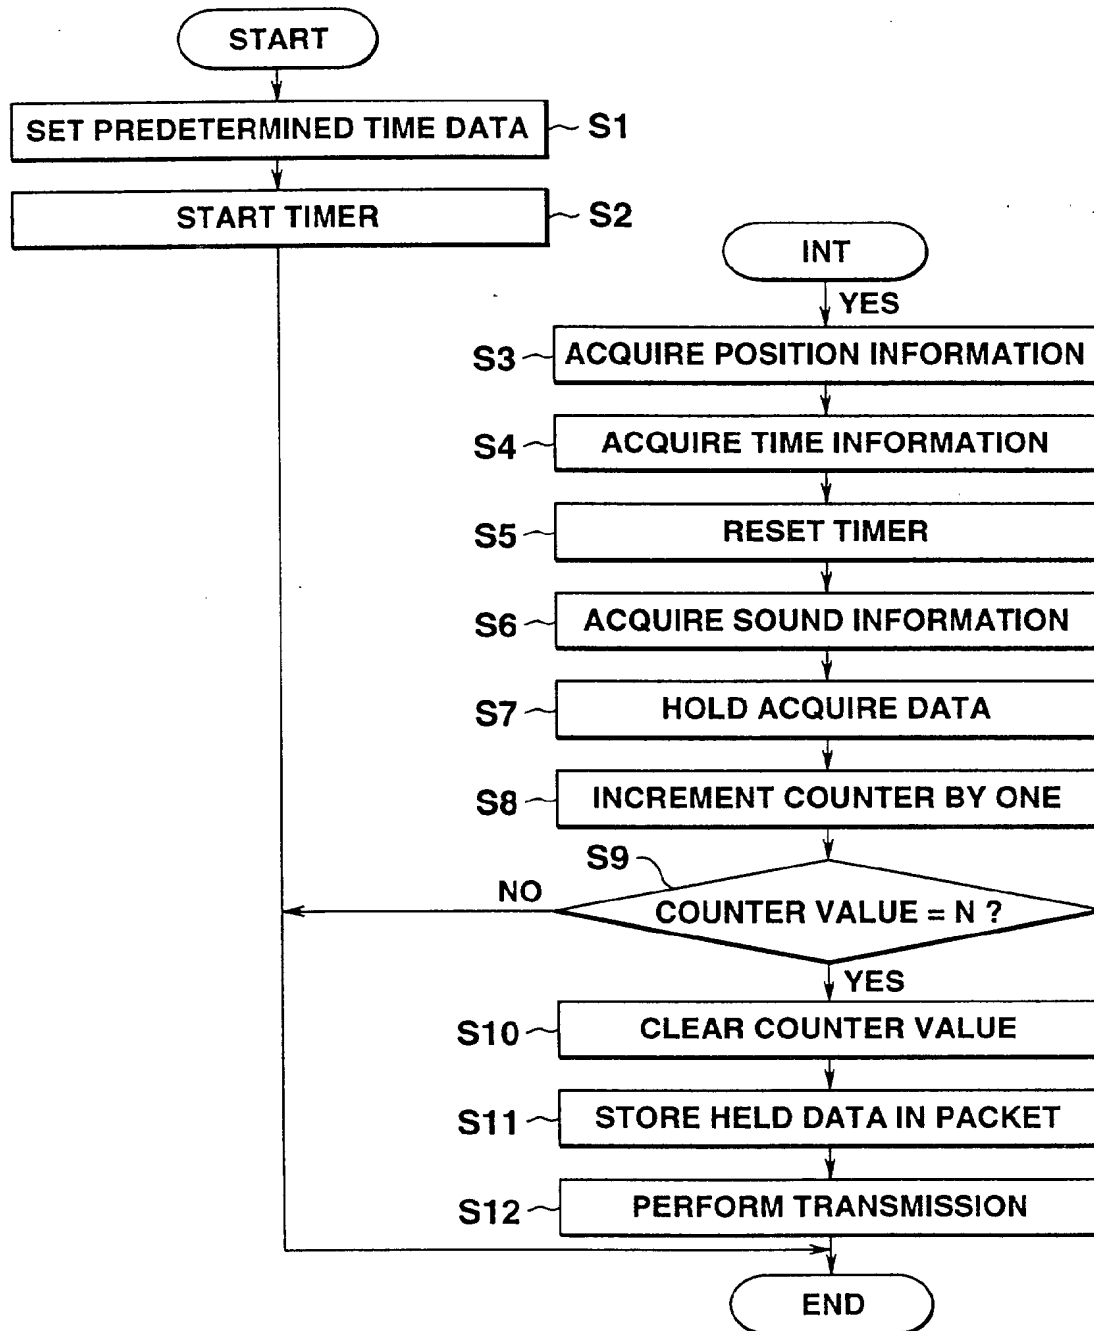 START
SET PREDETERMINED TIME DATA S1
START TIMER S2
INT
YES
S3 ACQUIRE POSITION INFORMATION
S4 ACQUIRE TIME INFORMATION
S5 RESET TIMER
S6 ACQUIRE SOUND INFORMATION
S7 HOLD ACQUIRE DATA
S8 INCREMENT COUNTER BY ONE
S9
NO
COUNTER VALUE = N ?
YES
S10 CLEAR COUNTER VALUE
S11 STORE HELD DATA IN PACKET
S12 PERFORM TRANSMISSION
END